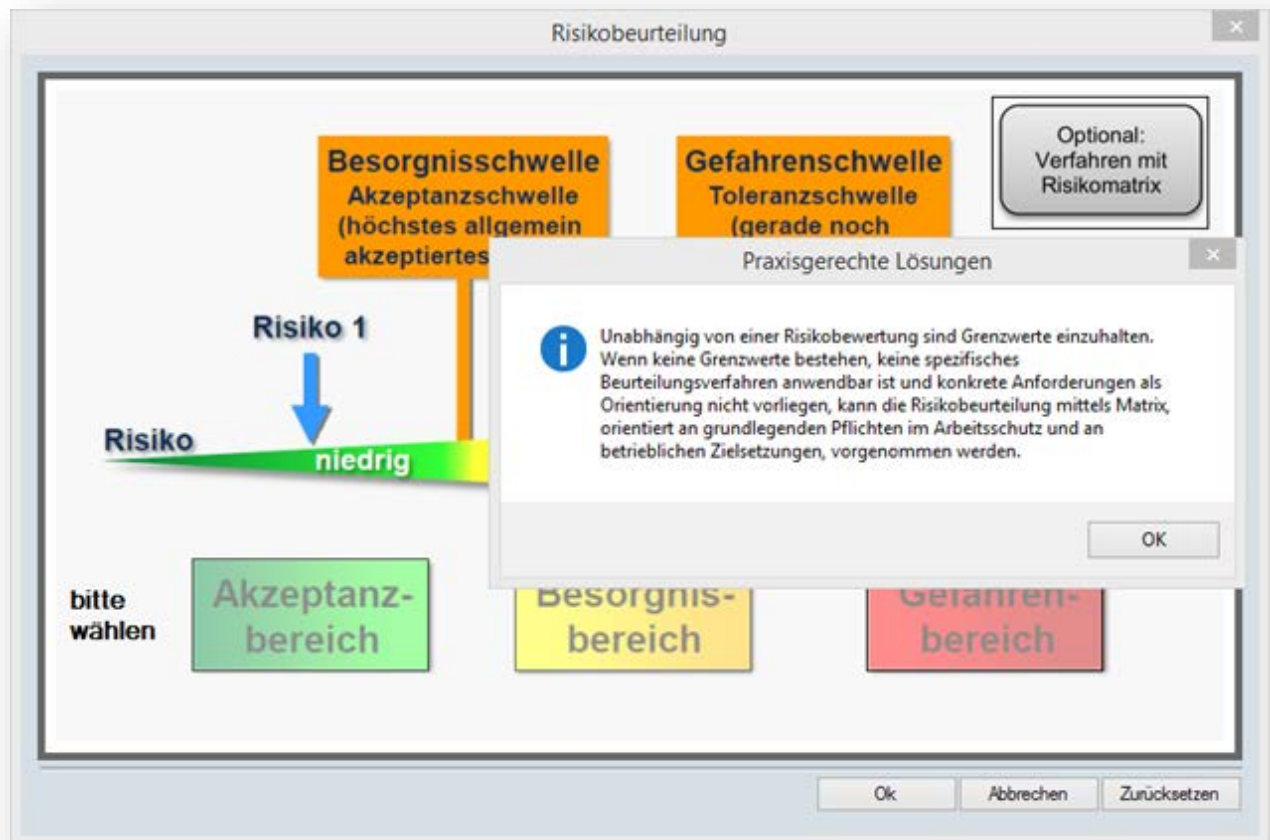 Risikobeurteilung
Optional:
Verfahren mit
Risikomatrix
Besorgnisschwelle
Akzeptanzschwelle
(höchstes allgemein
akzeptiertes
Gefahrenschwelle
Toleranzschwelle
(gerade noch
Praxisgerechte Lösungen
Unabhängig von einer Risikobewertung sind Grenzwerte einzuhalten.
Wenn keine Grenzwerte bestehen, keine spezifisches
Beurteilungsverfahren anwendbar ist und konkrete Anforderungen als
Orientierung nicht vorliegen, kann die Risikobeurteilung mittels Matrix,
orientiert an grundlegenden Pflichten im Arbeitsschutz und an
betrieblichen Zielsetzungen, vorgenommen werden.
OK
Risiko 1
Risiko
niedrig
bitte
wählen
Akzeptanz-
bereich
Besorgnis-
bereich
Gefahren-
bereich
Ok
Abbrechen
Zurücksetzen